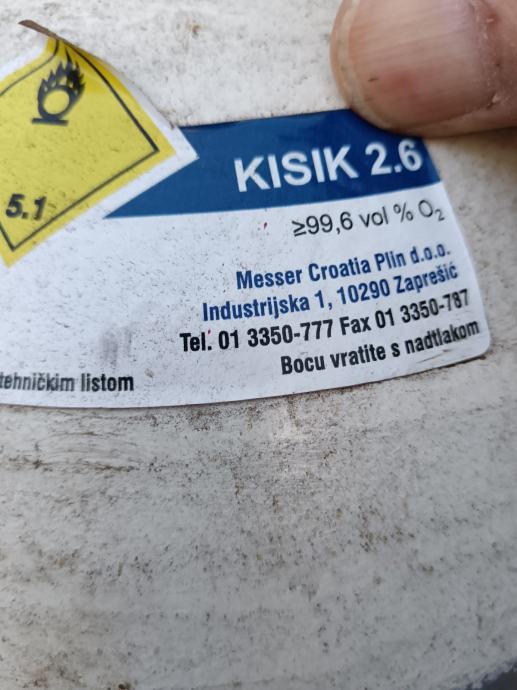 5.1
KISIK 2.6
≥99,6 vol % O₂
Messer Croatia Plin d.o.o.
Industrijska 1, 10290 Zaprešić
Tel. 01 3350-777 Fax 01 3350-787
Bocu vratite s nadtlakom
tehničkim listom